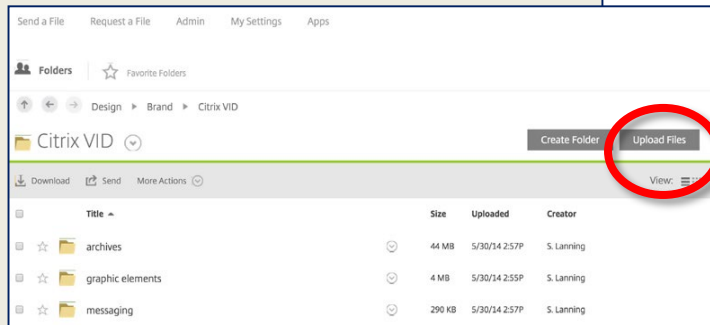 Send a File Request a File Admin My Settings Apps
Folders Favorite Folders
Design Brand Citrix VID
Citrix VID Create Folder Upload Files
Download Send More Actions View:
Title Size Uploaded Creator
archives 44 MB 5/30/14 2:57P S. Lanning
graphic elements 4 MB 5/30/14 2:55P S. Lanning
messaging 290 KB 5/30/14 2:57P S. Lanning